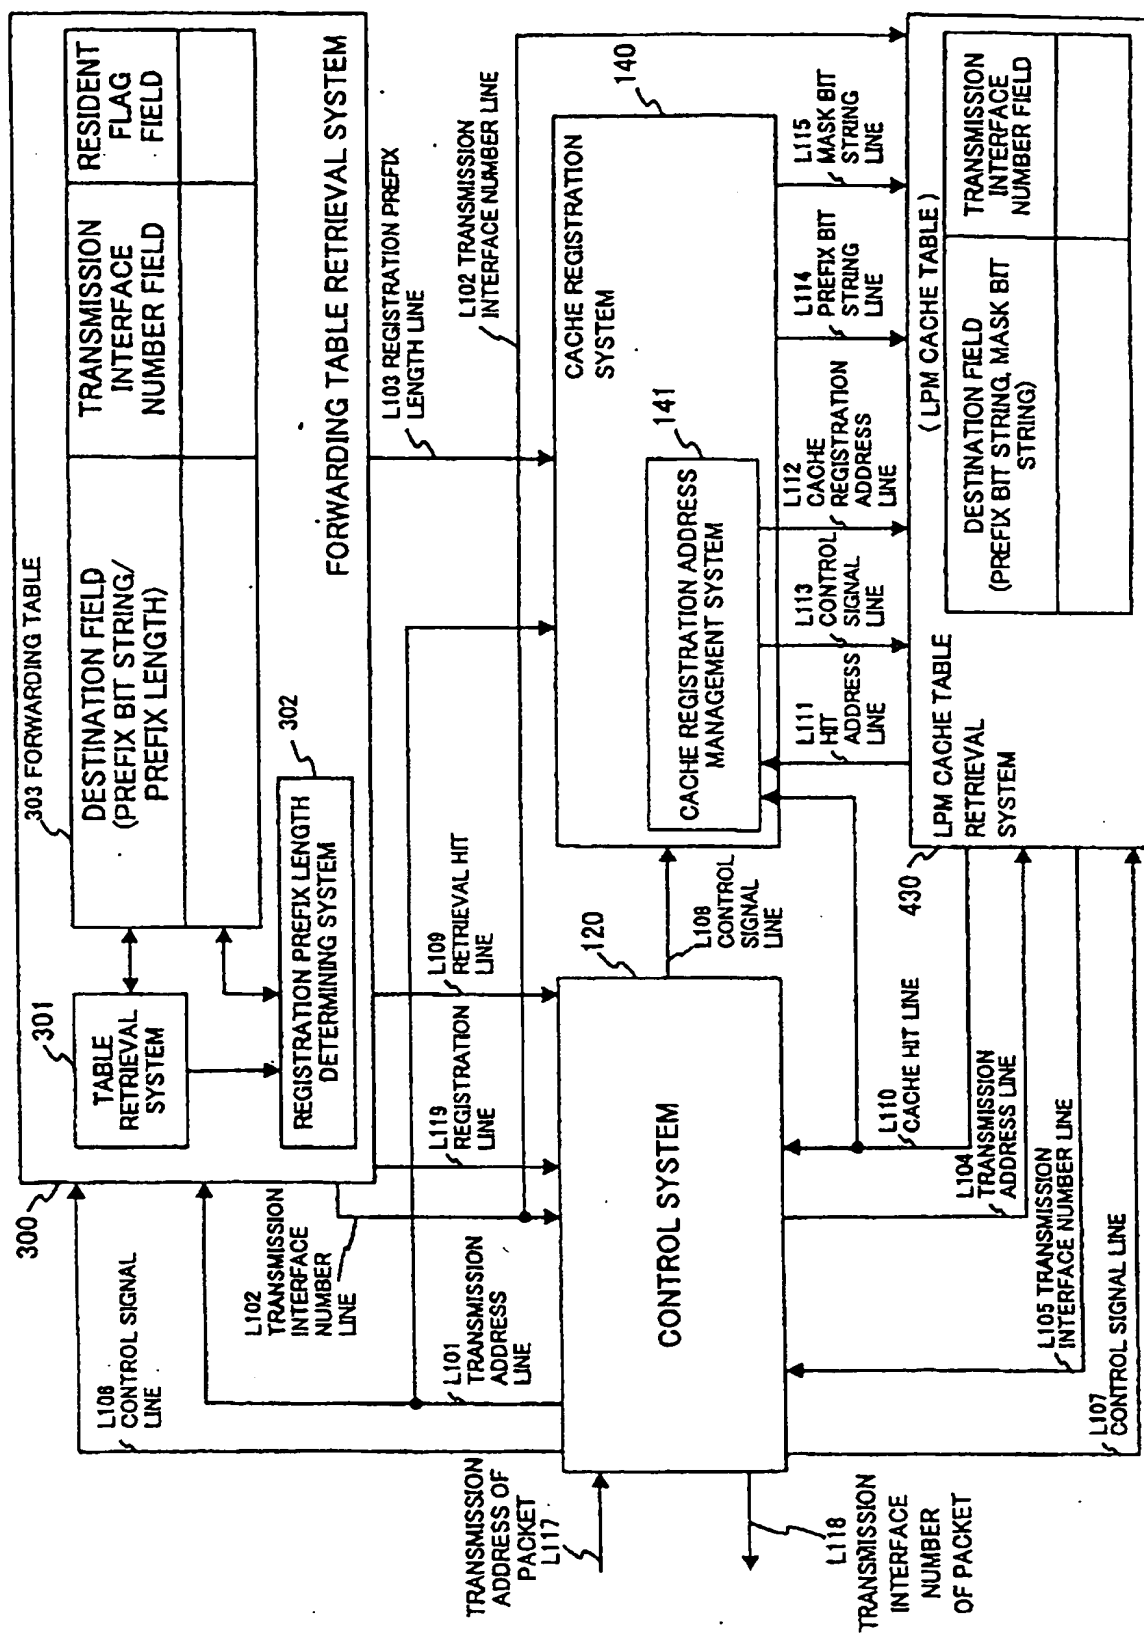 300
301
TABLE
RETRIEVAL
SYSTEM
303 FORWARDING TABLE
DESTINATION FIELD
(PREFIX BIT STRING/
PREFIX LENGTH)
TRANSMISSION
INTERFACE
NUMBER FIELD
RESIDENT
FLAG
FIELD
302
REGISTRATION PREFIX LENGTH
DETERMINING SYSTEM
FORWARDING TABLE RETRIEVAL SYSTEM
L106
CONTROL SIGNAL
LINE
L102
TRANSMISSION
INTERFACE
NUMBER
LINE
L101
TRANSMISSION
ADDRESS
LINE
L119
REGISTRATION
LINE
L109
RETRIEVAL HIT
LINE
L103 REGISTRATION PREFIX
LENGTH LINE
L102 TRANSMISSION
INTERFACE NUMBER LINE
TRANSMISSION
ADDRESS OF
PACKET
L117
L118
TRANSMISSION
INTERFACE
NUMBER
OF PACKET
120
CONTROL SYSTEM
L108
CONTROL
SIGNAL
LINE
140
CACHE REGISTRATION
SYSTEM
141
CACHE REGISTRATION ADDRESS
MANAGEMENT SYSTEM
L107
CONTROL SIGNAL LINE
L105 TRANSMISSION
INTERFACE NUMBER LINE
L104
TRANSMISSION
ADDRESS LINE
L110
CACHE HIT LINE
L111
HIT
ADDRESS
LINE
L113
CONTROL
SIGNAL
LINE
L112
CACHE
REGISTRATION
ADDRESS
LINE
L114
PREFIX BIT
STRING
LINE
L115
MASK BIT
STRING
LINE
430
LPM CACHE TABLE
RETRIEVAL
SYSTEM
( LPM CACHE TABLE )
DESTINATION FIELD
(PREFIX BIT STRING, MASK BIT
STRING)
TRANSMISSION
INTERFACE
NUMBER FIELD